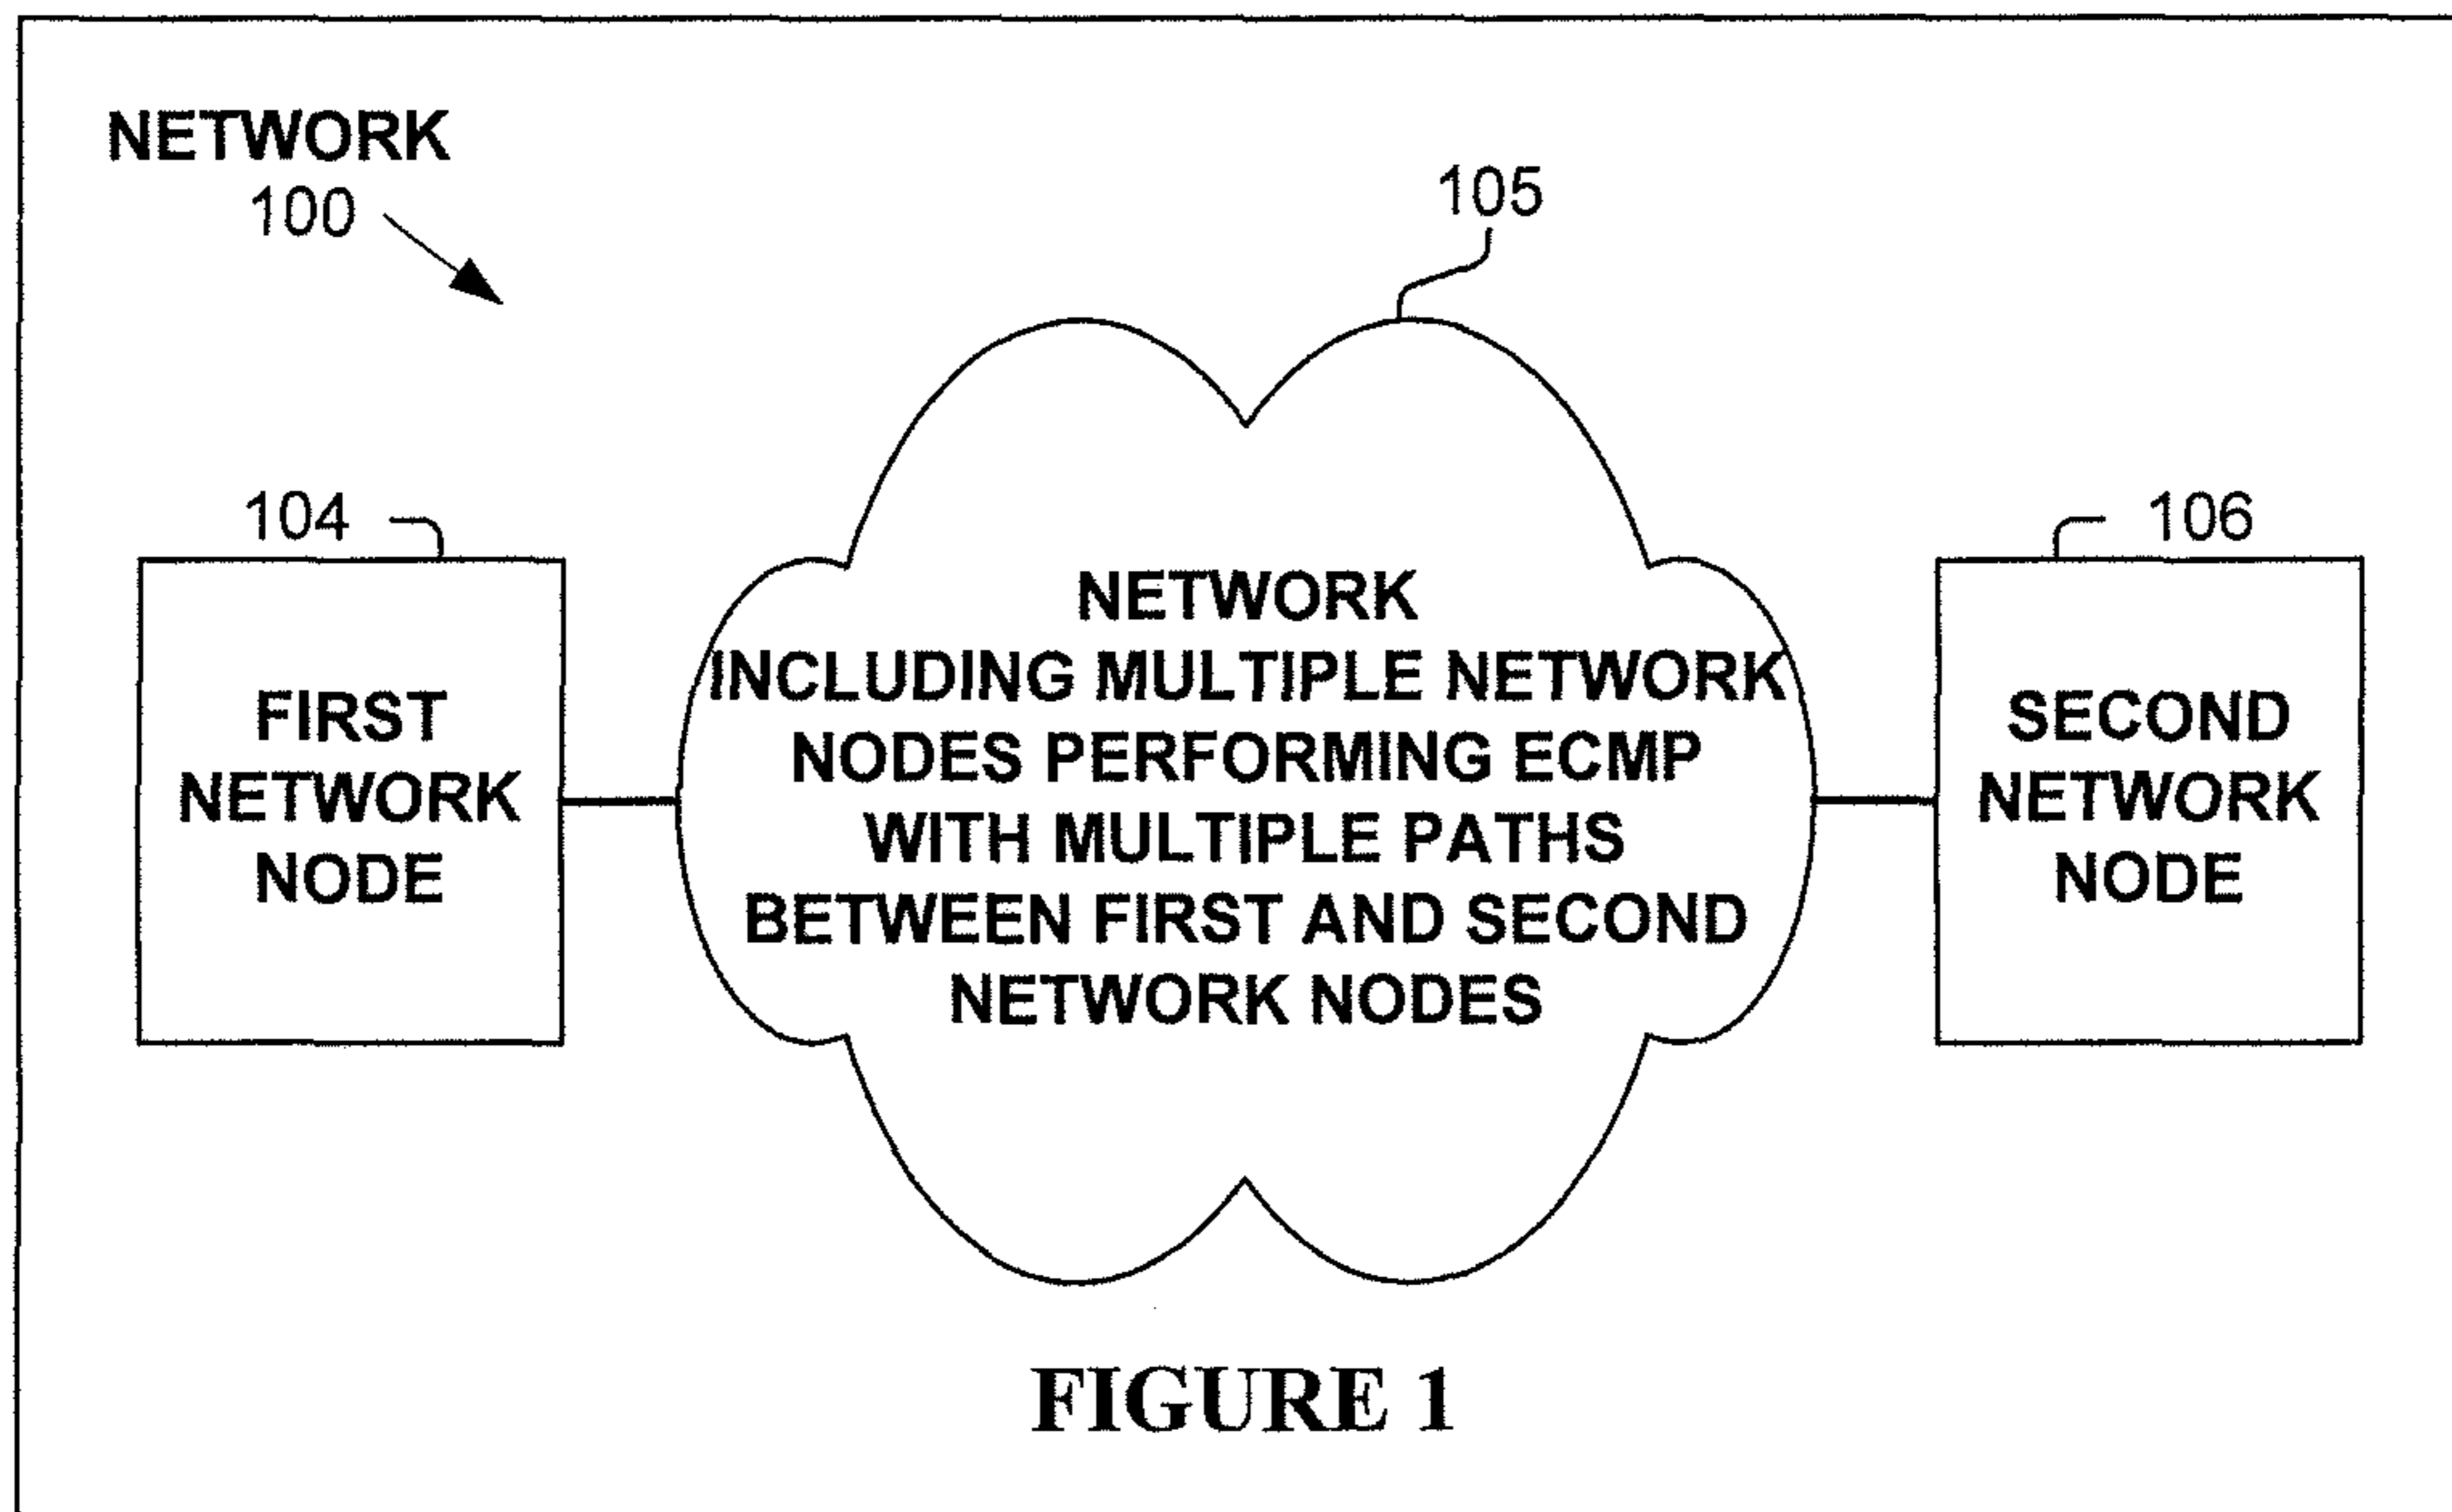 NETWORK
100
105
104
106
FIRST
NETWORK
NODE
NETWORK
INCLUDING MULTIPLE NETWORK
NODES PERFORMING ECMP
WITH MULTIPLE PATHS
BETWEEN FIRST AND SECOND
NETWORK NODES
SECOND
NETWORK
NODE
FIGURE 1